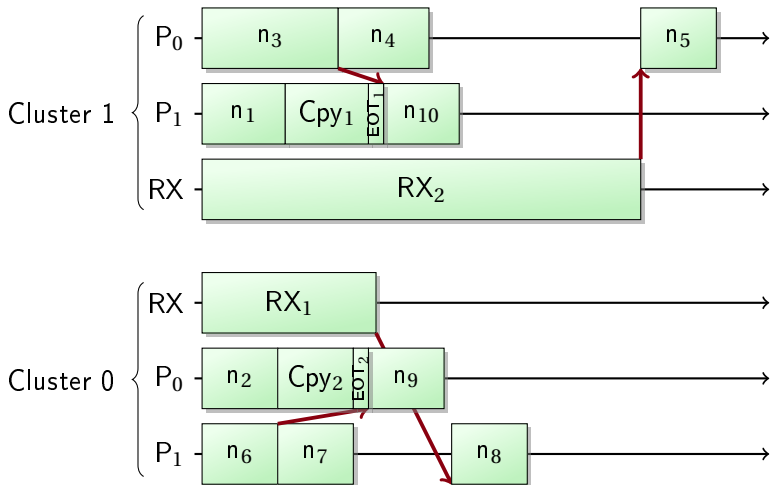 P₀ n₃ n₄ n₅
Cluster 1 P₁ n₁ Cpy₁ EOT₁ n₁₀
RX RX₂
RX RX₁
Cluster 0 P₀ n₂ Cpy₂ EOT₂ n₉
P₁ n₆ n₇ n₈